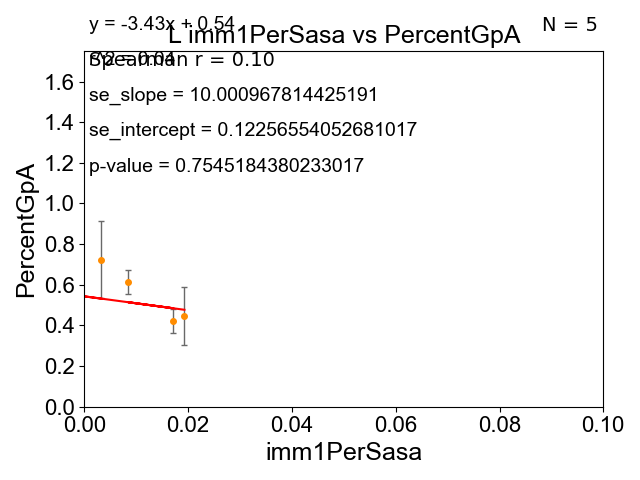 y = -3.43x + 0.54
N = 5
L imm1PerSasa vs PercentGpA
Spearman r = 0.10
se_slope = 10.000967814425191
se_intercept = 0.12256554052681017
p-value = 0.7545184380233017
PercentGpA
1.6
1.4
1.2
1.0
0.8
0.6
0.4
0.2
0.0
0.00 0.02 0.04 0.06 0.08 0.10
imm1PerSasa